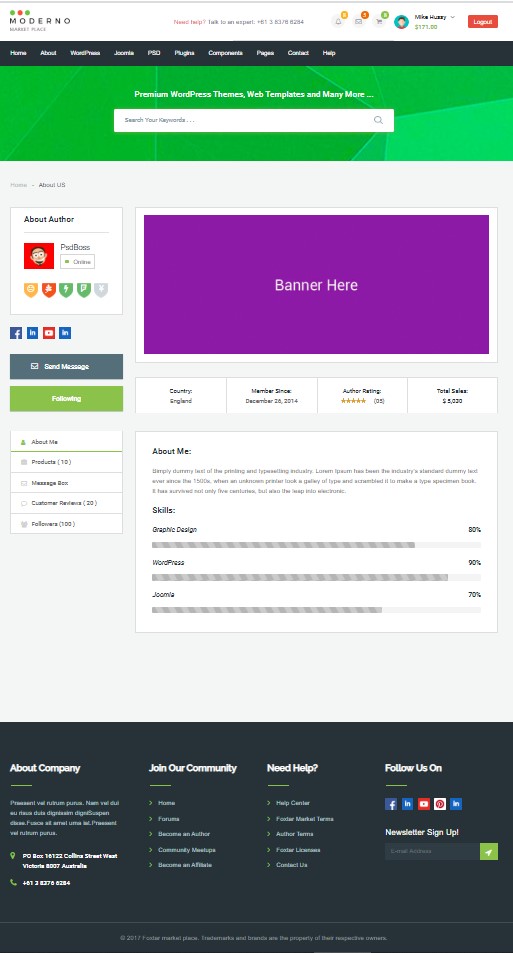 MODERNO
MARKET PLACE
Need help? Talk to an expert: +61 3 8376 6284
Mike Hussy
$171.00
Logout
Home About WordPress Joomla PSD Plugins Components Pages Contact Help
Premium WordPress Themes, Web Templates and Many More ...
Search Your Keywords . . .
Home - About US
About Author
PsdBoss
Online
Send Message
Following
About Me
Products ( 10 )
Message Box
Customer Reviews ( 20 )
Followers (100 )
Banner Here
Country:
England
Member Since:
December 26, 2014
Author Rating:
(05)
Total Sales:
$ 5,020
About Me:
Bimply dummy text of the printing and typesetting industry. Lorem Ipsum has been the industry's standard dummy text
ever since the 1500s, when an unknown printer took a galley of type and scrambled it to make a type specimen book.
It has survived not only five centuries, but also the leap into electronic.
Skills:
Graphic Design 80%
WordPress 90%
Joomla 70%
About Company
Praesent vel rutrum purus. Nam vel dui
eu risus duis dignissim digniSuspen
disse.Fusce sit amet urna lat.Praesent
vel rutrum purus.
PO Box 16122 Collins Street West
Victoria 8007 Australia
+61 3 8376 6284
Join Our Community
Home
Forums
Become an Author
Community Meetups
Become an Affiliate
Need Help?
Help Center
Foxtar Market Terms
Author Terms
Foxtar Licenses
Contact Us
Follow Us On
Newsletter Sign Up!
E-mail Address
© 2017 Foxtar market place. Trademarks and brands are the property of their respective owners.